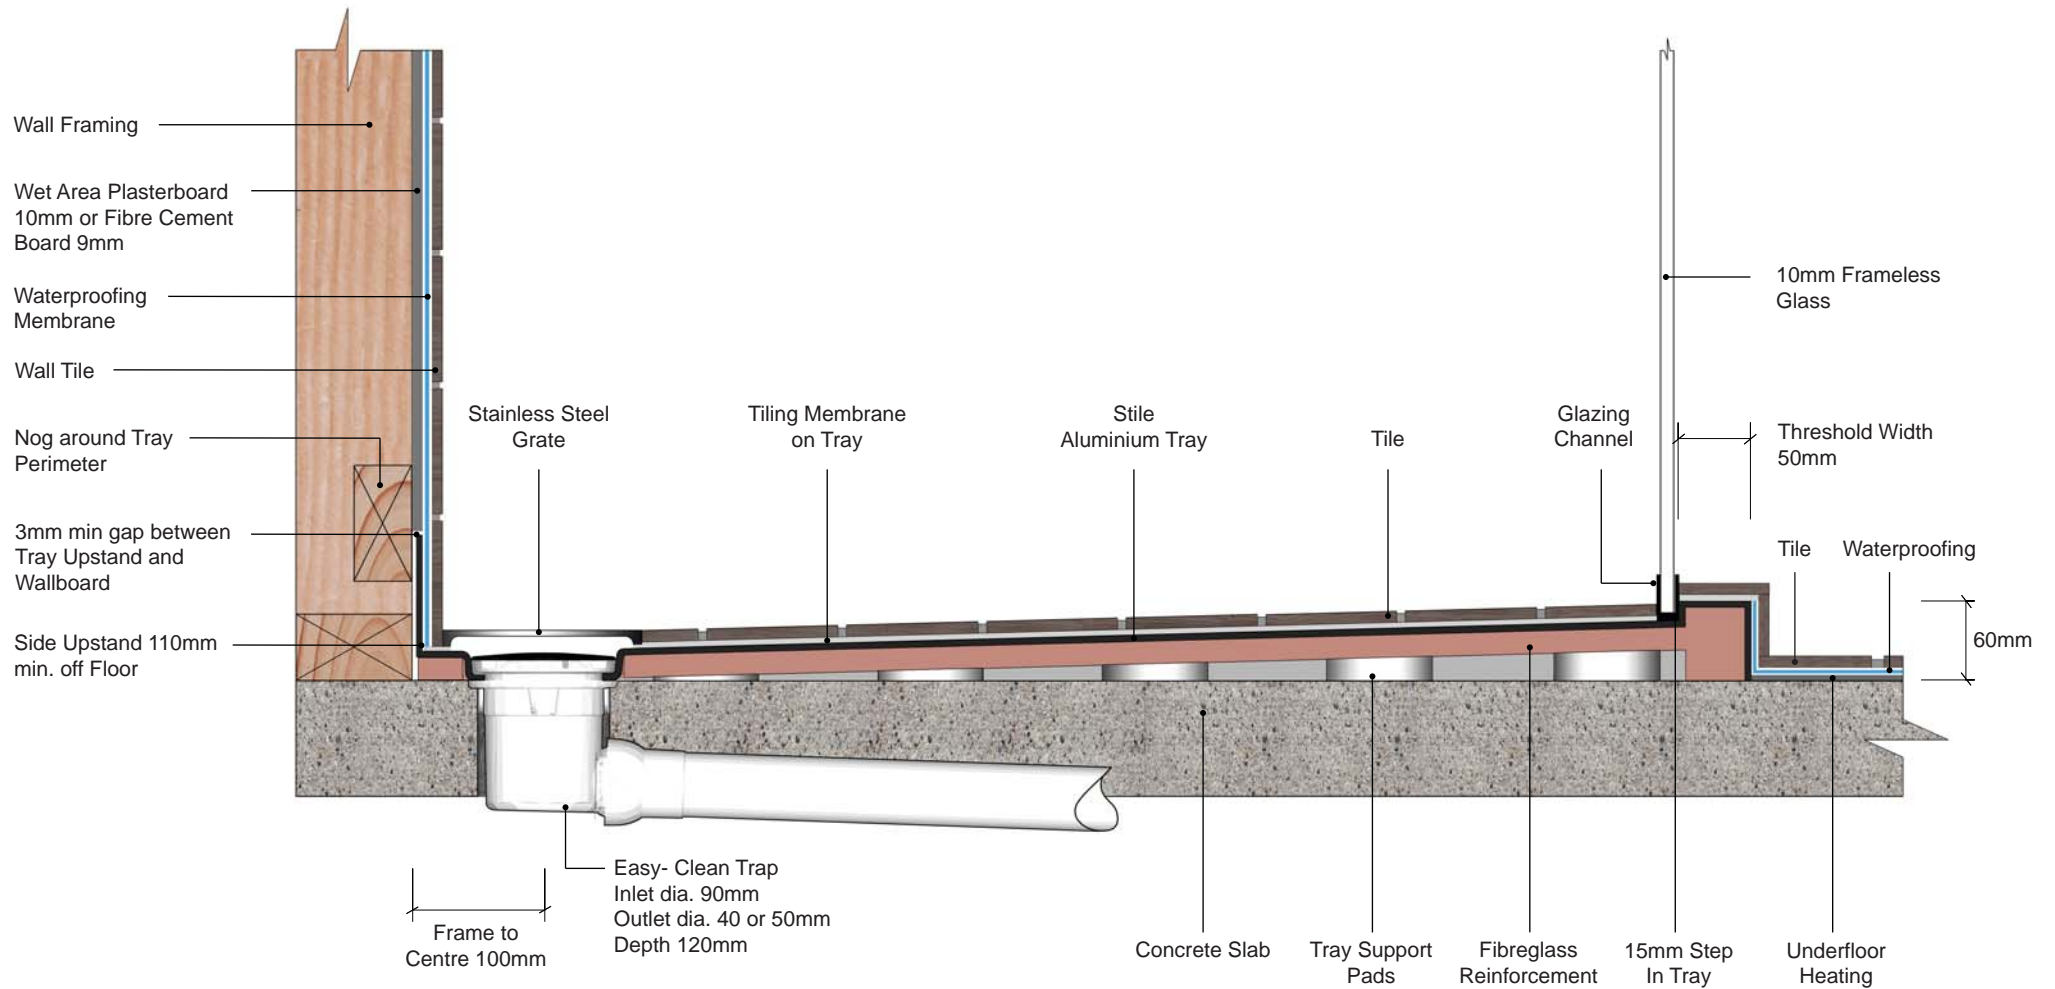 Wall Framing
Wet Area Plasterboard
10mm or Fibre Cement
Board 9mm
Waterproofing
Membrane
Wall Tile
Nog around Tray
Perimeter
3mm min gap between
Tray Upstand and
Wallboard
Side Upstand 110mm
min. off Floor
Stainless Steel
Grate
Tiling Membrane
on Tray
Stile
Aluminium Tray
Tile
Glazing
Channel
10mm Frameless
Glass
Threshold Width
50mm
Tile
Waterproofing
60mm
Frame to
Centre 100mm
Easy- Clean Trap
Inlet dia. 90mm
Outlet dia. 40 or 50mm
Depth 120mm
Concrete Slab
Tray Support
Pads
Fibreglass
Reinforcement
15mm Step
In Tray
Underfloor
Heating